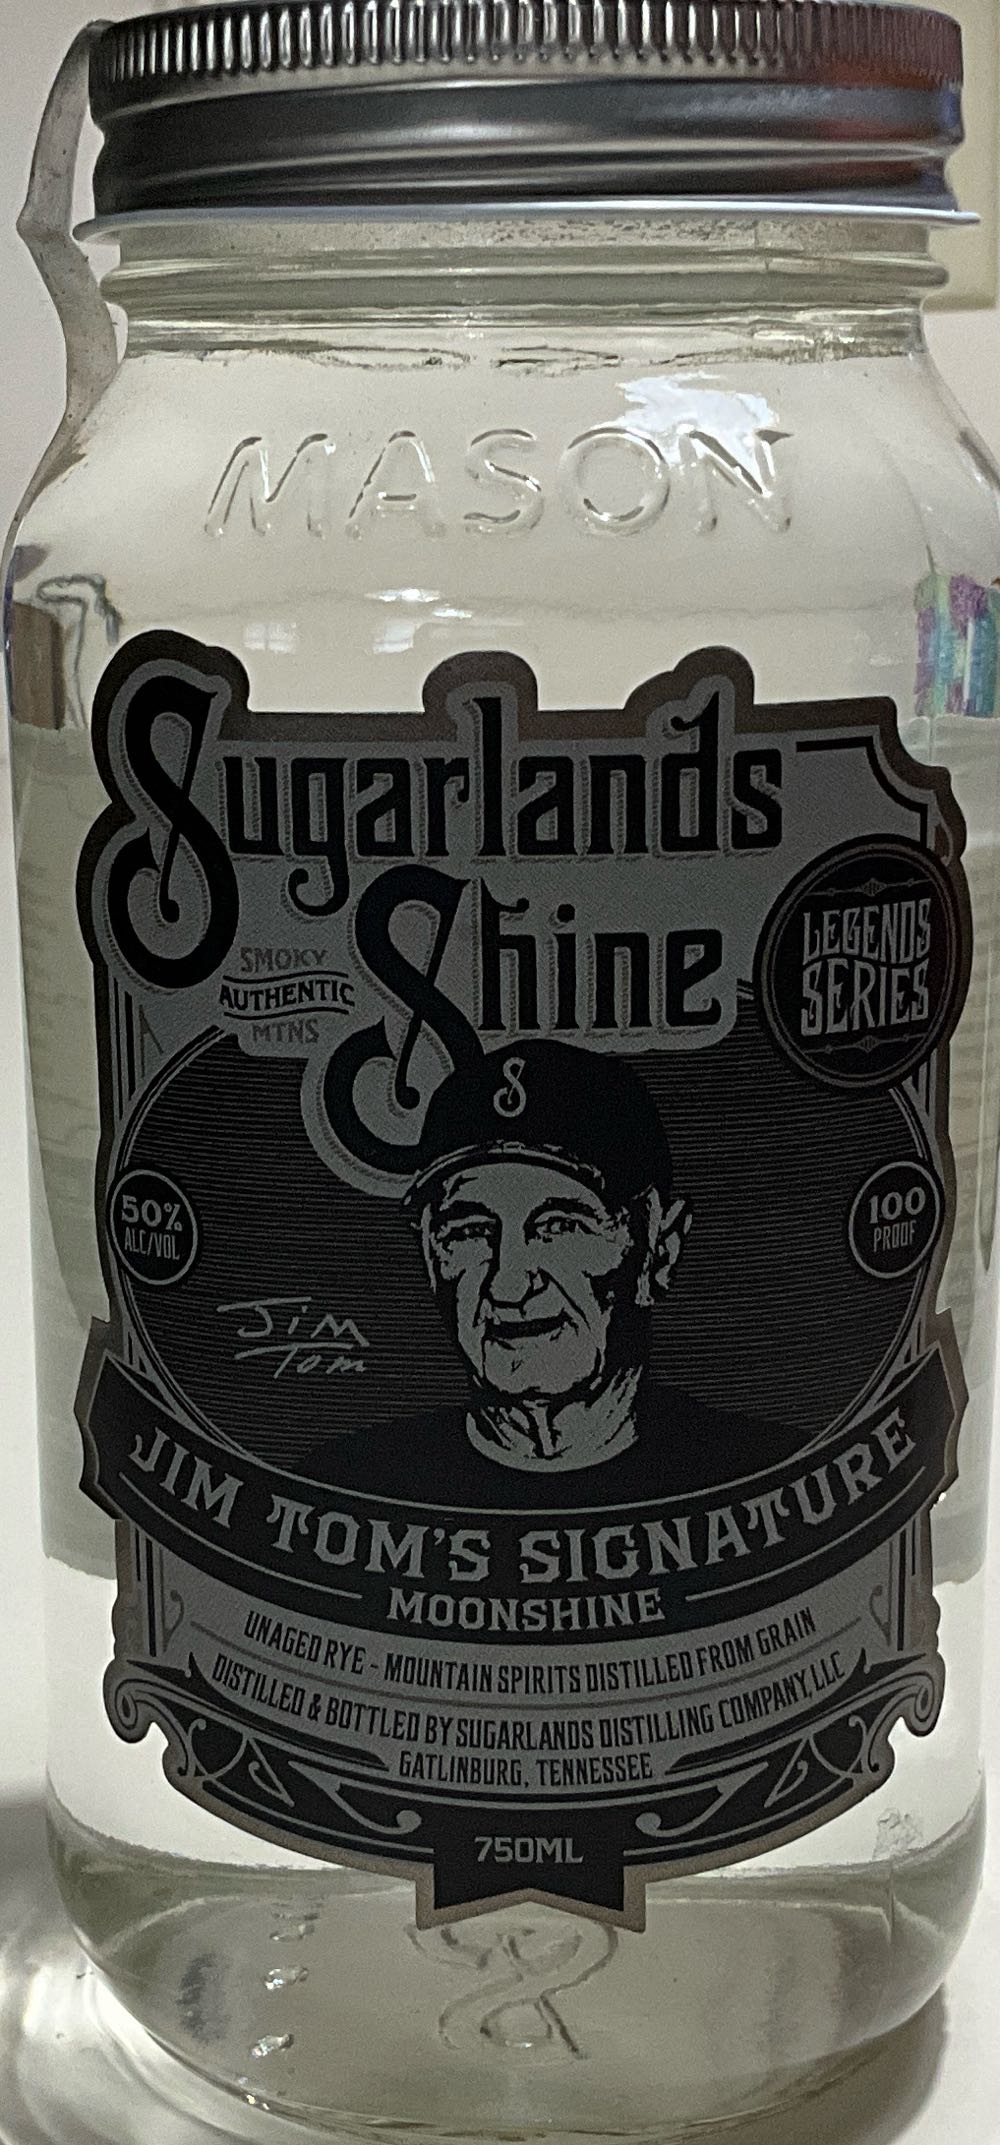 MASON
Sugarlands
Shine
LEGENDS
SERIES
SMOKY
AUTHENTIC
MTNS
S
50%
ALC/VOL
100
PROOF
Jim
Tom
JIM TOM'S SIGNATURE
MOONSHINE
UNAGED RYE - MOUNTAIN SPIRITS DISTILLED FROM GRAIN
DISTILLED & BOTTLED BY SUGARLANDS DISTILLING COMPANY, LLC
GATLINBURG, TENNESSEE
750ML
S